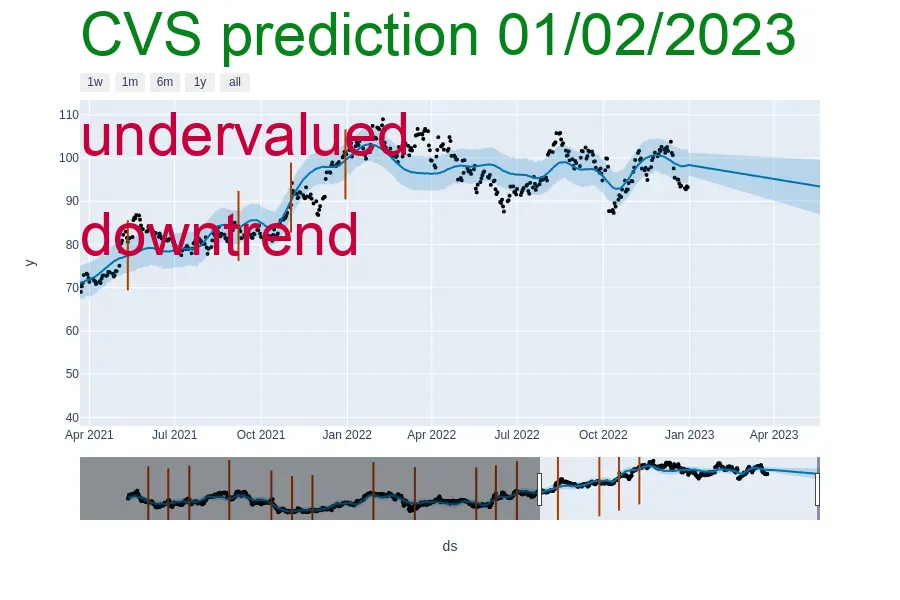 CVS prediction 01/02/2023
1w 1m 6m 1y all
110
undervalued
100
90
downtrend
80
y
70
60
50
40
Apr 2021 Jul 2021 Oct 2021 Jan 2022 Apr 2022 Jul 2022 Oct 2022 Jan 2023 Apr 2023
ds